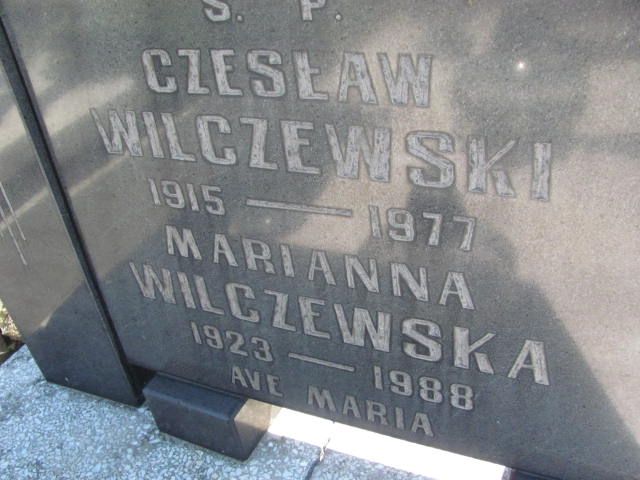 S. P.
CZESŁAW
WILCZEWSKI
1915 — 1977
MARIANNA
WILCZEWSKA
1923 — 1988
AVE MARIA